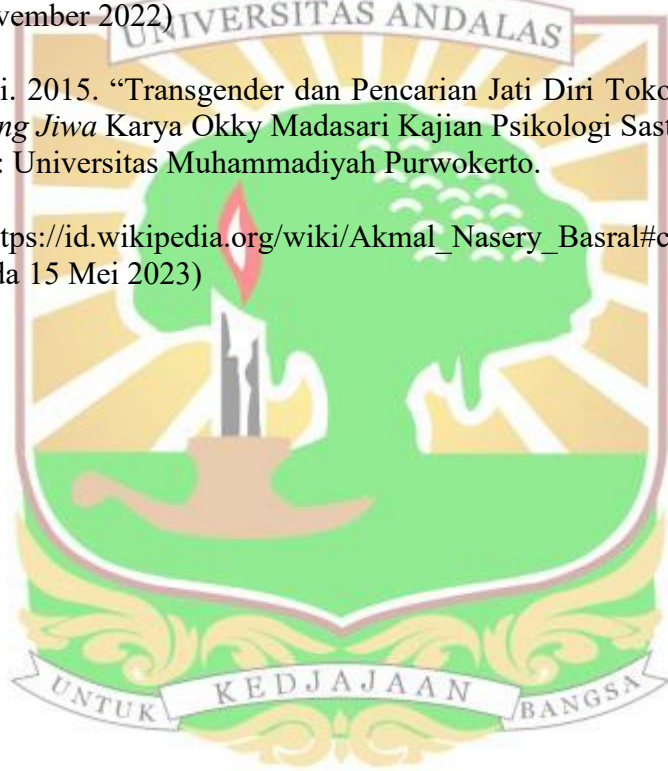 vember 2022)
UNIVERSITAS ANDALAS
i. 2015. “Transgender dan Pencarian Jati Diri Toko
ng Jiwa Karya Okky Madasari Kajian Psikologi Sast
: Universitas Muhammadiyah Purwokerto.
tps://id.wikipedia.org/wiki/Akmal_Nasery_Basral#c
da 15 Mei 2023)
UNTUK KEDJAJAAN BANGSA